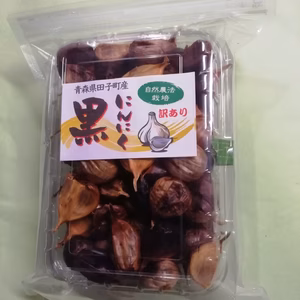 青森県田子町産
自然農法
栽培
黒にんにく
訳あり